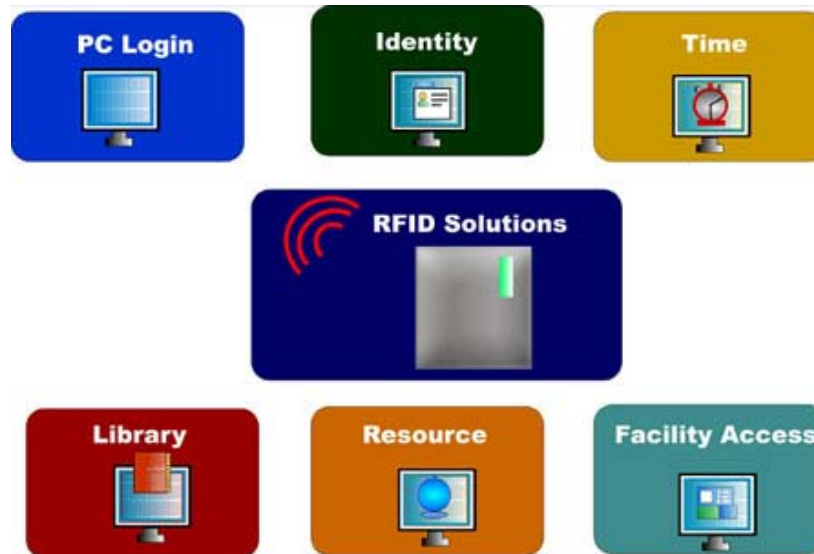 PC Login
Identity
Time
RFID Solutions
Library
Resource
Facility Access